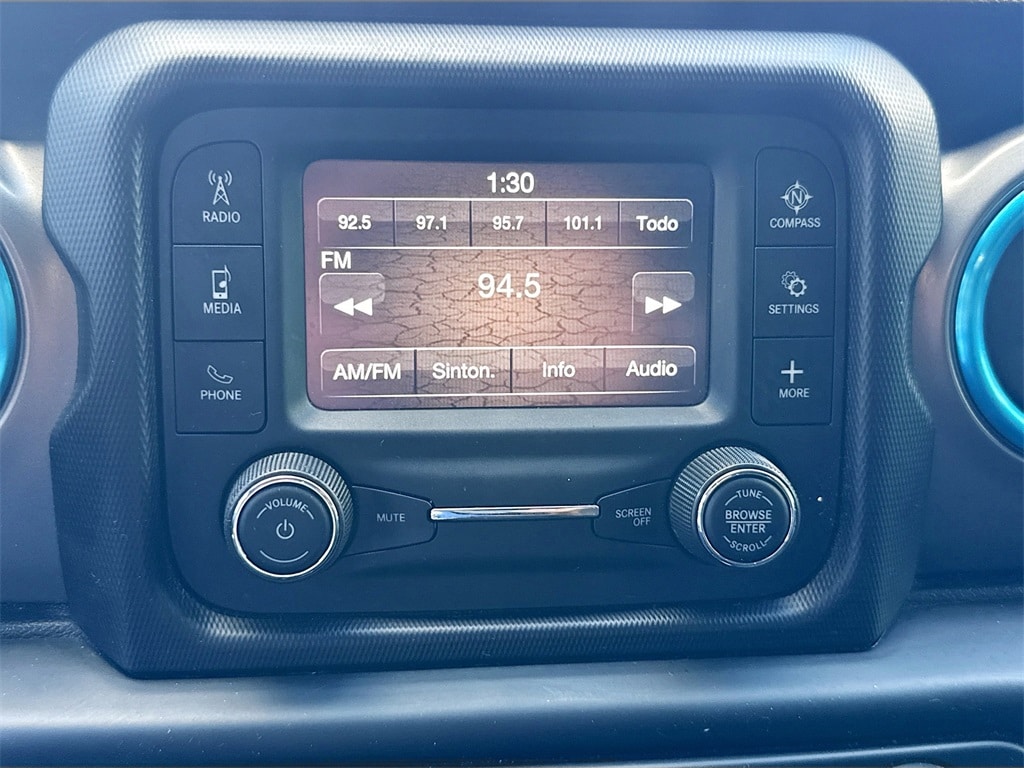 1:30
92.5 97.1 95.7 101.1 Todo
FM
94.5
AM/FM Sinton. Info Audio
RADIO
MEDIA
PHONE
N
COMPASS
SETTINGS
MORE
VOLUME
MUTE
SCREEN
OFF
TUNE
BROWSE
ENTER
SCROLL